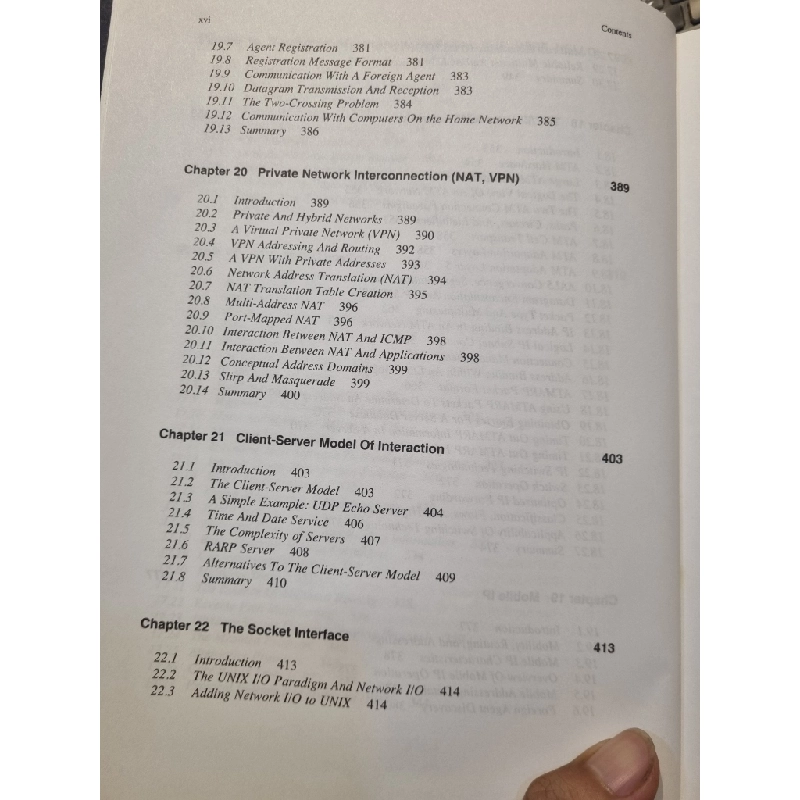 xvi
Contents
19.7 Agent Registration 381
19.8 Registration Message Format 381
19.9 Communication With A Foreign Agent 383
19.10 Datagram Transmission And Reception 383
19.11 The Two-Crossing Problem 384
19.12 Communication With Computers On the Home Network 385
19.13 Summary 386
Chapter 20 Private Network Interconnection (NAT, VPN) 389
20.1 Introduction 389
20.2 Private And Hybrid Networks 389
20.3 A Virtual Private Network (VPN) 390
20.4 VPN Addressing And Routing 392
20.5 A VPN With Private Addresses 393
20.6 Network Address Translation (NAT) 394
20.7 NAT Translation Table Creation 395
20.8 Multi-Address NAT 396
20.9 Port-Mapped NAT 396
20.10 Interaction Between NAT And ICMP 398
20.11 Interaction Between NAT And Applications 398
20.12 Conceptual Address Domains 399
20.13 Slirp And Masquerade 399
20.14 Summary 400
Chapter 21 Client-Server Model Of Interaction 403
21.1 Introduction 403
21.2 The Client Server Model 403
21.3 A Simple Example: UDP Echo Server 404
21.4 Time And Date Service 406
21.5 The Complexity of Servers 407
21.6 RARP Server 408
21.7 Alternatives To The Client-Server Model 409
21.8 Summary 410
Chapter 22 The Socket Interface 413
22.1 Introduction 413
22.2 The UNIX I/O Paradigm And Network I/O 414
22.3 Adding Network I/O to UNIX 414